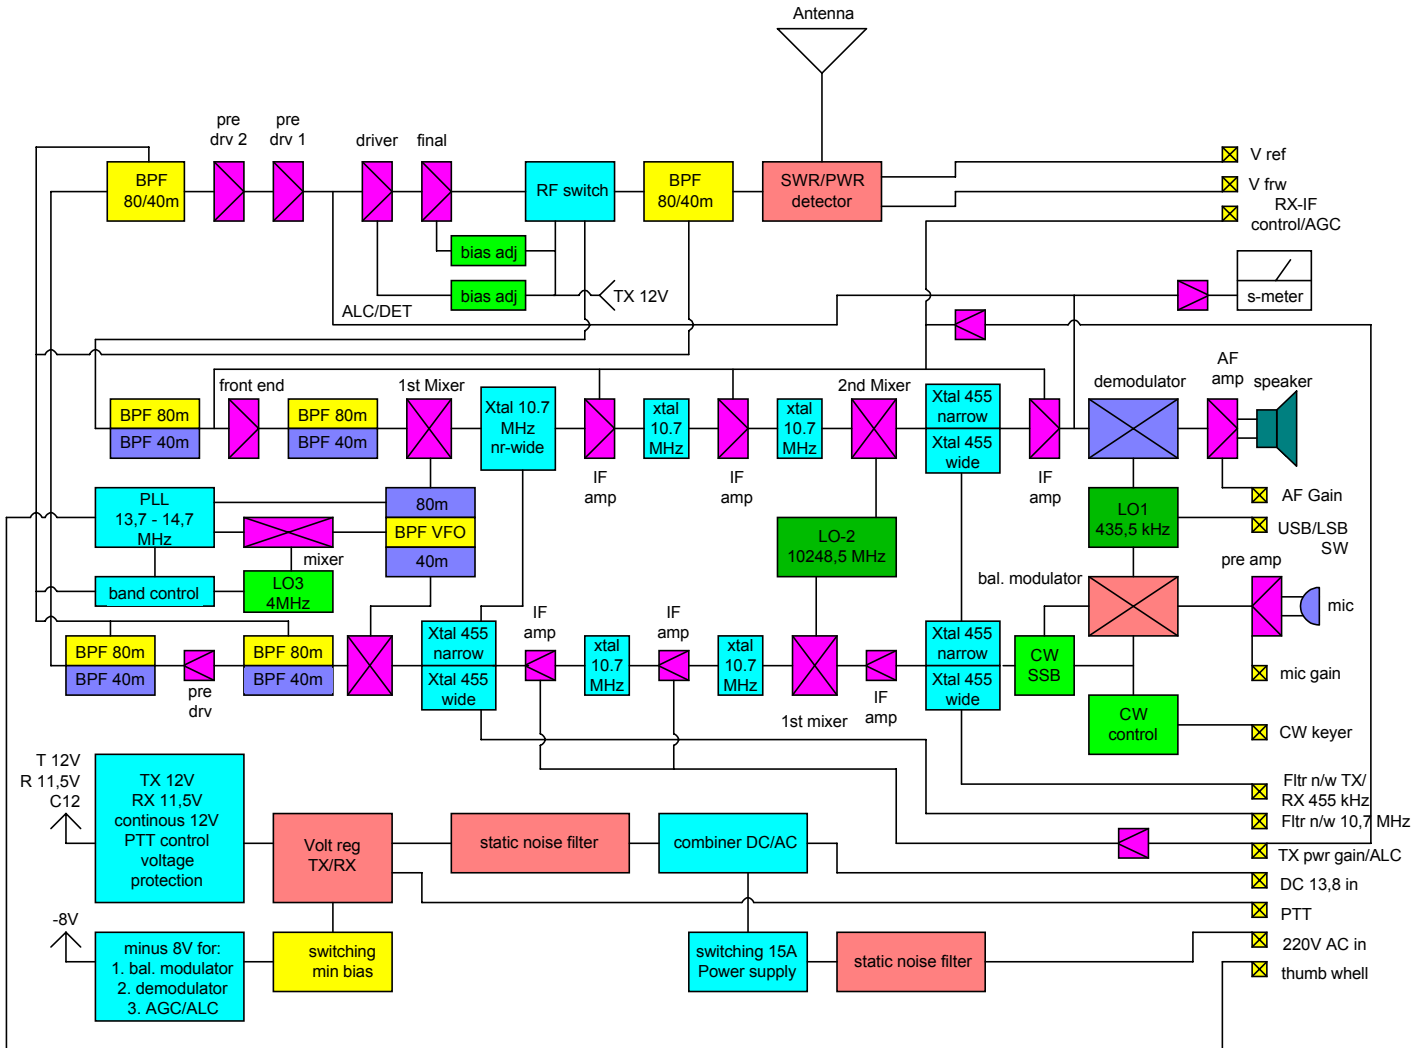 Antenna
pre
drv 2
pre
drv 1
driver
final
BPF
80/40m
RF switch
BPF
80/40m
SWR/PWR
detector
V ref
V frw
RX-IF
control/AGC
bias adj
bias adj
TX 12V
ALC/DET
s-meter
BPF 80m
BPF 40m
front end
BPF 80m
BPF 40m
1st Mixer
Xtal 10.7
MHz
nr-wide
IF
amp
xtal
10.7
MHz
IF
amp
xtal
10.7
MHz
2nd Mixer
Xtal 455
narrow
Xtal 455
wide
IF
amp
demodulator
AF
amp
speaker
PLL
13,7 - 14,7
MHz
mixer
80m
BPF VFO
40m
LO-2
10248,5 MHz
LO1
435,5 kHz
AF Gain
USB/LSB
SW
band control
LO3
4MHz
bal. modulator
pre amp
mic
BPF 80m
BPF 40m
pre
drv
BPF 80m
BPF 40m
Xtal 455
narrow
Xtal 455
wide
IF
amp
xtal
10.7
MHz
IF
amp
xtal
10.7
MHz
1st mixer
IF
amp
Xtal 455
narrow
Xtal 455
wide
CW
SSB
mic gain
CW
control
CW keyer
T 12V
R 11,5V
C12
TX 12V
RX 11,5V
continous 12V
PTT control
voltage
protection
Volt reg
TX/RX
static noise filter
combiner DC/AC
Fltr n/w TX/
RX 455 kHz
Fltr n/w 10,7 MHz
TX pwr gain/ALC
DC 13,8 in
PTT
-8V
minus 8V for:
1. bal. modulator
2. demodulator
3. AGC/ALC
switching
min bias
switching 15A
Power supply
static noise filter
220V AC in
thumb whell